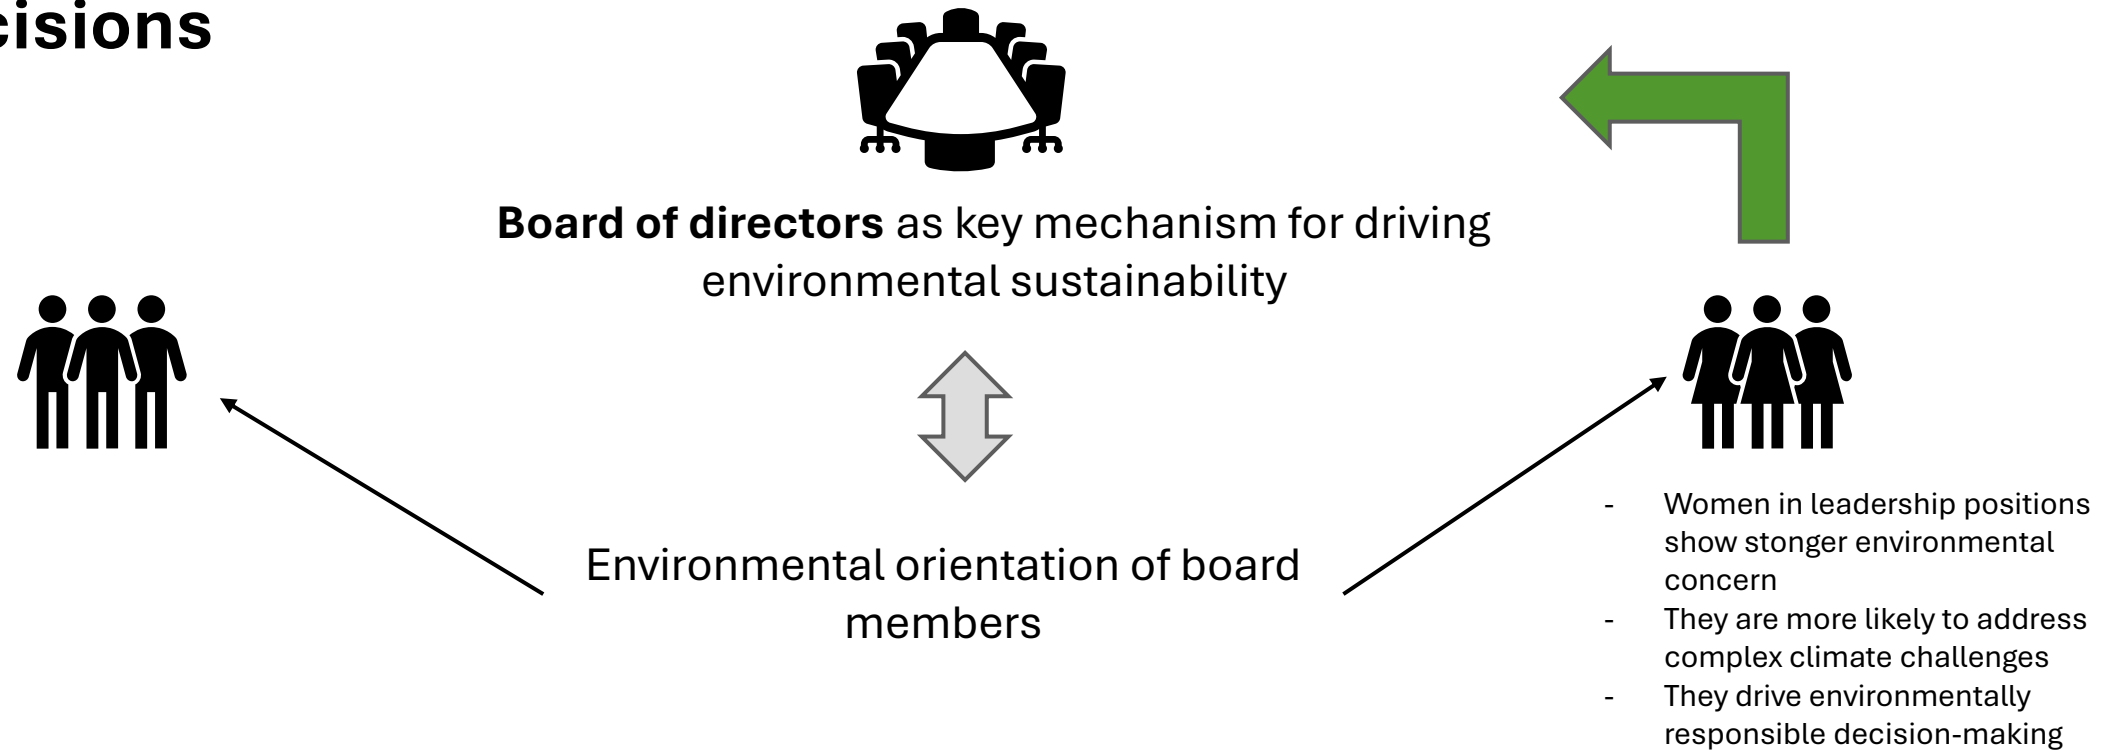 cisions
Board of directors as key mechanism for driving
environmental sustainability
Environmental orientation of board
members
- Women in leadership positions
show stonger environmental
concern
- They are more likely to address
complex climate challenges
- They drive environmentally
responsible decision-making